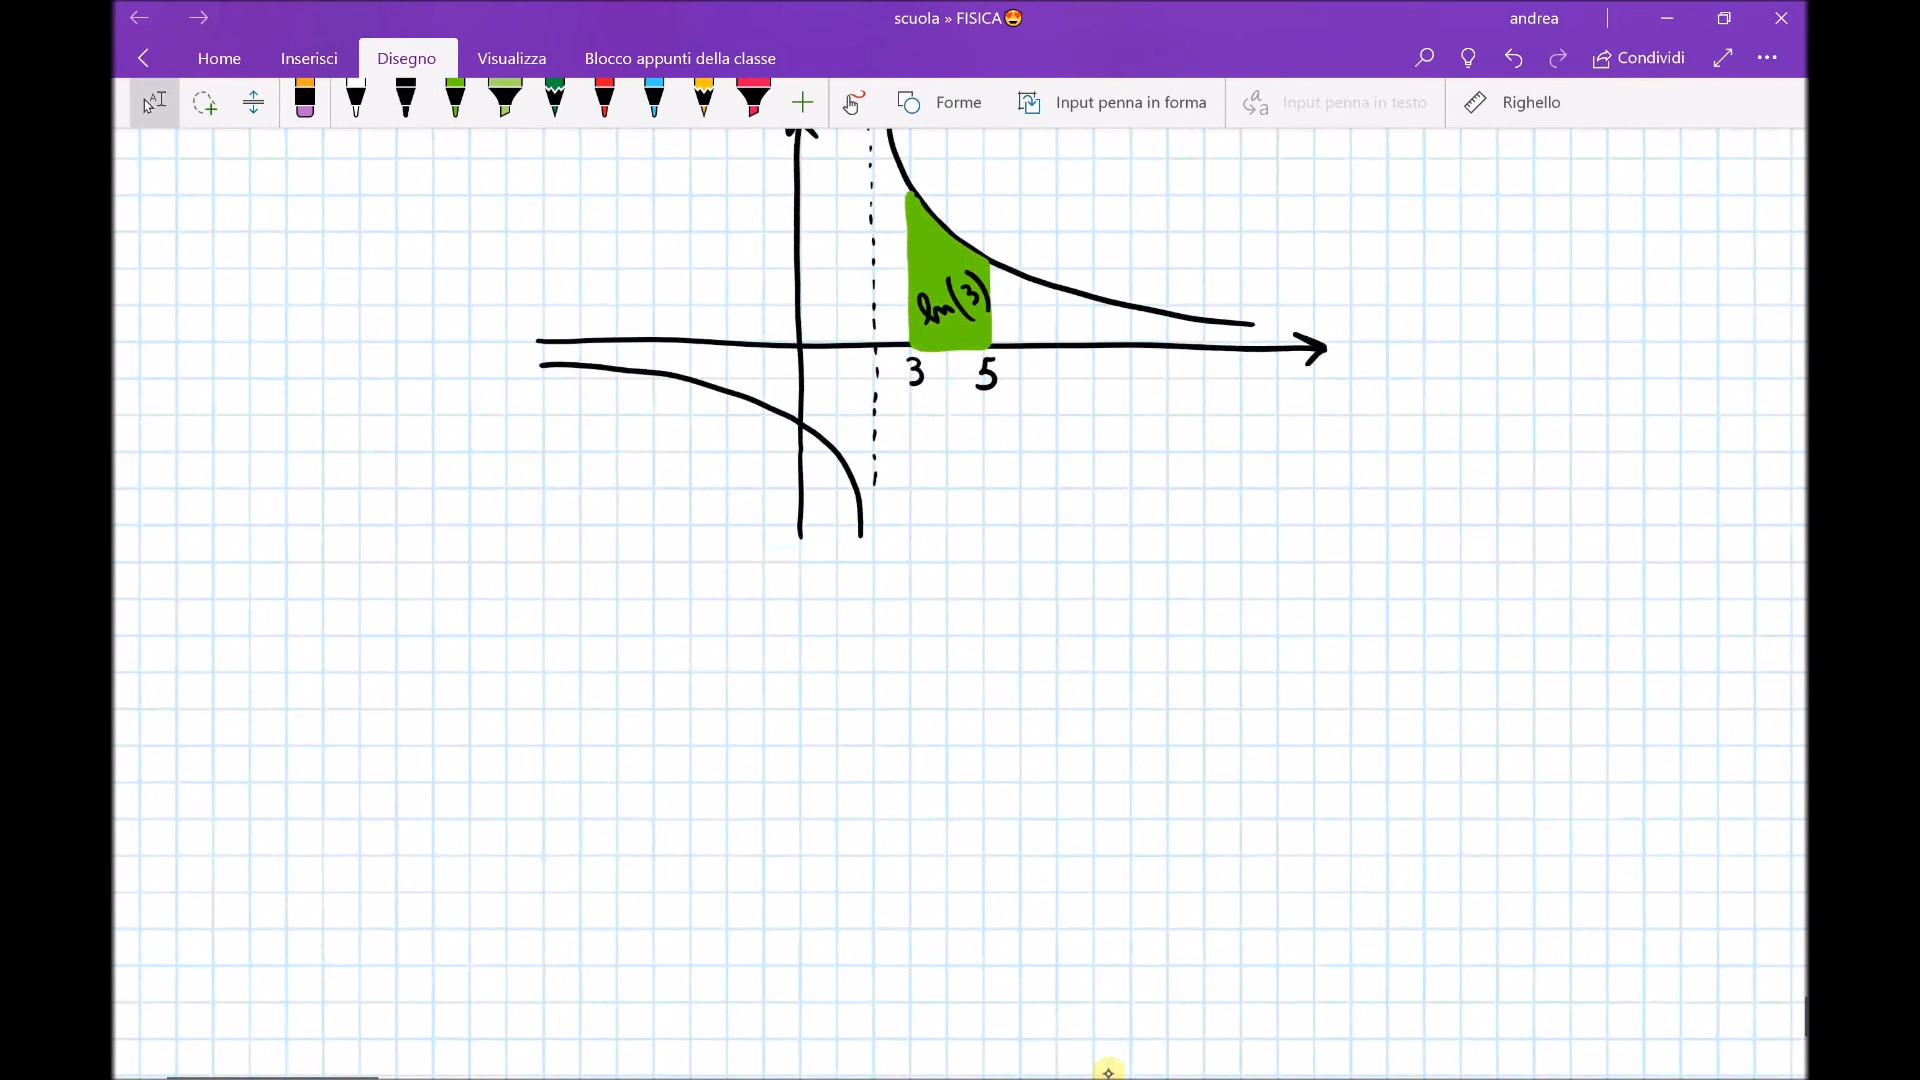 scuola » FISICA😍
andrea
Home Inserisci Disegno Visualizza Blocco appunti della classe
Condividi
AI
Forme
Input penna in forma
Input penna in testo
Righello
ln(3)
3 5